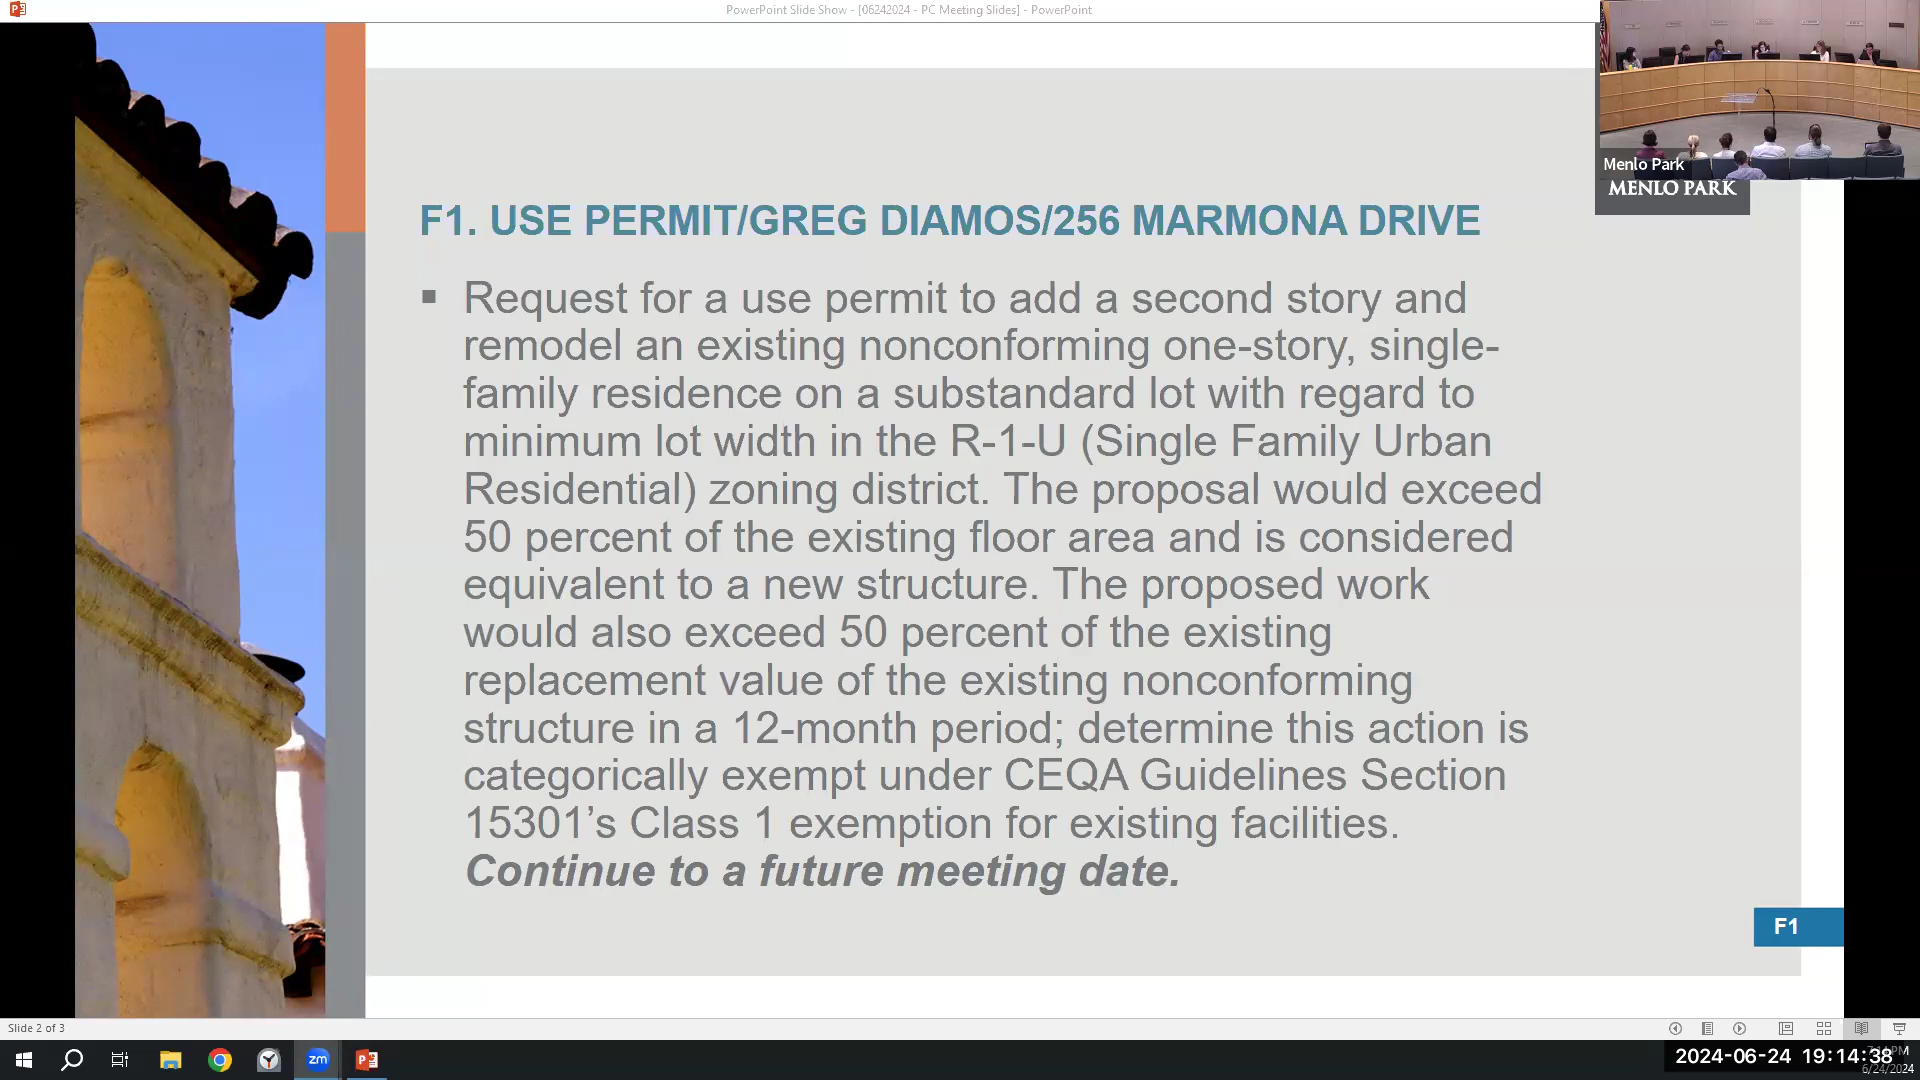 PowerPoint Slide Show - [06242024 - PC Meeting Slides] - PowerPoint
Menlo Park
MENLO PARK
F1. USE PERMIT/GREG DIAMOS/256 MARMONA DRIVE
▪ Request for a use permit to add a second story and
remodel an existing nonconforming one-story, single-
family residence on a substandard lot with regard to
minimum lot width in the R-1-U (Single Family Urban
Residential) zoning district. The proposal would exceed
50 percent of the existing floor area and is considered
equivalent to a new structure. The proposed work
would also exceed 50 percent of the existing
replacement value of the existing nonconforming
structure in a 12-month period; determine this action is
categorically exempt under CEQA Guidelines Section
15301’s Class 1 exemption for existing facilities.
Continue to a future meeting date.
F1
Slide 2 of 3
zm
2024-06-24 19:14:38
6/24/2024